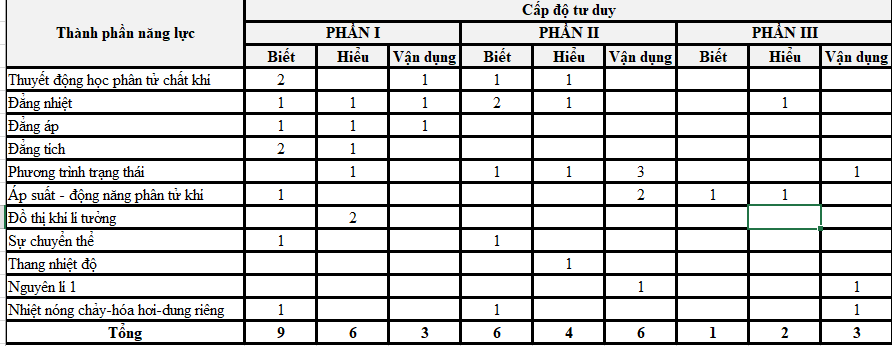 Thành phần năng lực
Cấp độ tư duy
PHẦN I PHẦN II PHẦN III
Biết Hiểu Vận dụng Biết Hiểu Vận dụng Biết Hiểu Vận dụng
Thuyết động học phân tử chất khí 2 1 1 1
Đẳng nhiệt 1 1 1 2 1 1
Đẳng áp 1 1 1
Đẳng tích 2 1
Phương trình trạng thái 1 1 1 3 1
Áp suất - động năng phân tử khí 1 2 1 1
Đồ thị khí lí tưởng 2
Sự chuyển thể 1 1
Thang nhiệt độ 1
Nguyên lí 1 1 1
Nhiệt nóng chảy-hóa hơi-dung riêng 1 1 1
Tổng 9 6 3 6 4 6 1 2 3